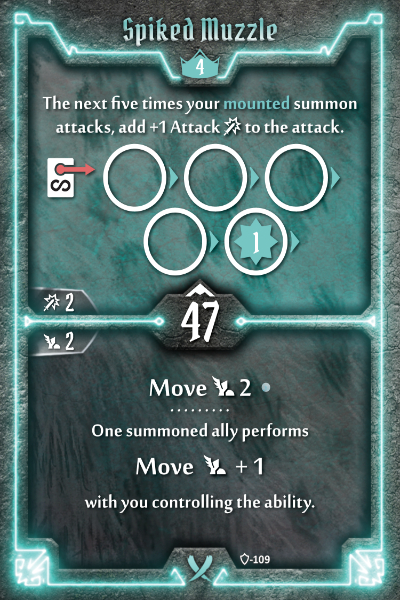 Spiked Muzzle
4
The next five times your mounted summon
attacks, add +1 Attack to the attack.
1
2
47
2
Move 2
One summoned ally performs
Move + 1
with you controlling the ability.
-109